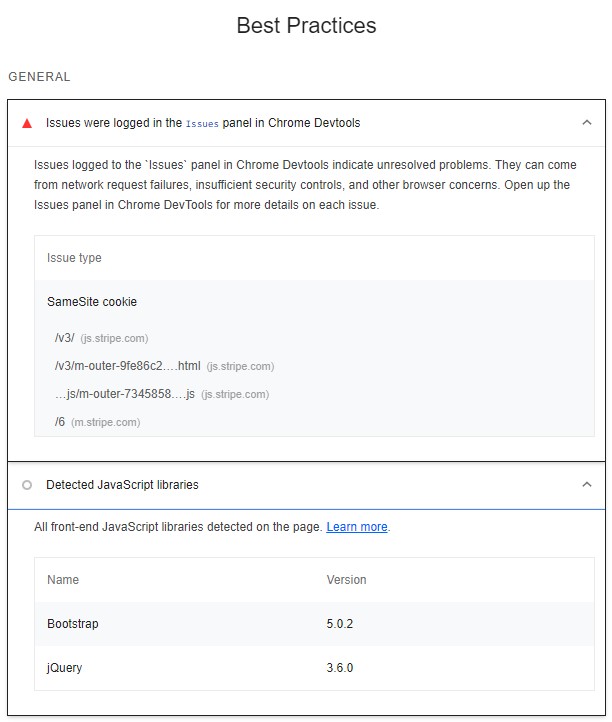 Best Practices
GENERAL
Issues were logged in the Issues panel in Chrome Devtools
Issues logged to the `Issues` panel in Chrome Devtools indicate unresolved problems. They can come
from network request failures, insufficient security controls, and other browser concerns. Open up the
Issues panel in Chrome DevTools for more details on each issue.
Issue type
SameSite cookie
/v3/ (js.stripe.com)
/v3/m-outer-9fe86c2….html (js.stripe.com)
…js/m-outer-7345858….js (js.stripe.com)
/6 (m.stripe.com)
Detected JavaScript libraries
All front-end JavaScript libraries detected on the page. Learn more.
Name Version
Bootstrap 5.0.2
jQuery 3.6.0